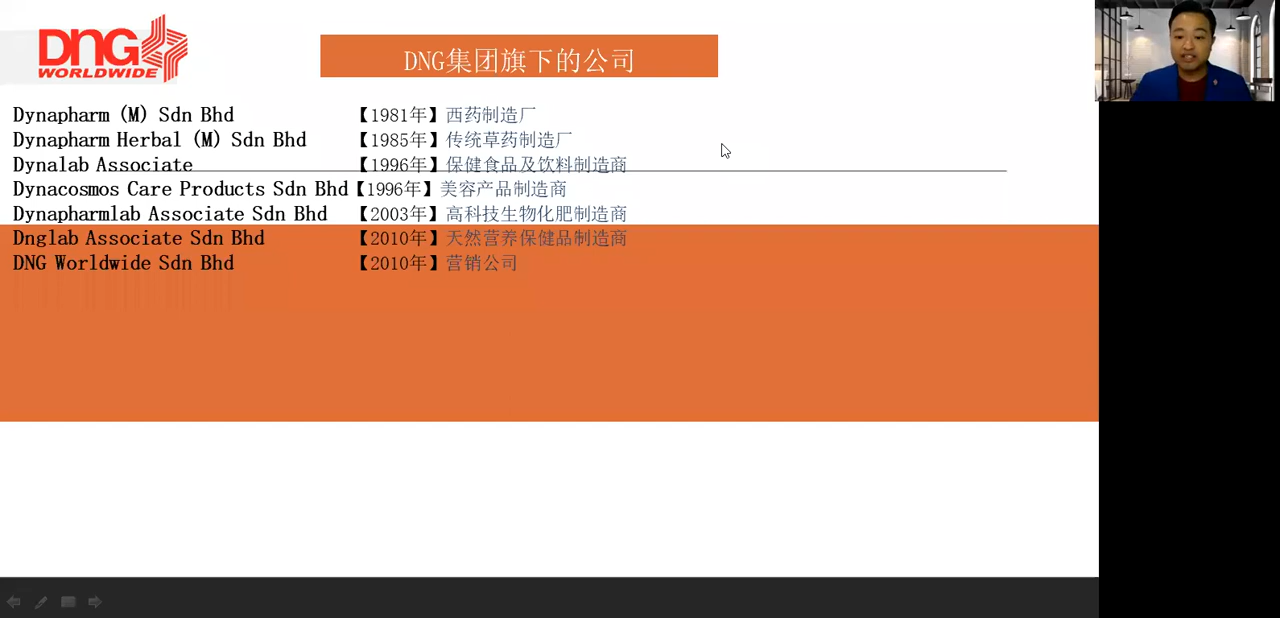 DNG
WORLDWIDE
DNG集团旗下的公司
Dynapharm (M) Sdn Bhd 【1981年】西药制造厂
Dynapharm Herbal (M) Sdn Bhd 【1985年】传统草药制造厂
Dynalab Associate 【1996年】保健食品及饮料制造商
Dynacosmos Care Products Sdn Bhd【1996年】美容产品制造商
Dynapharmlab Associate Sdn Bhd 【2003年】高科技生物化肥制造商
Dnglab Associate Sdn Bhd 【2010年】天然营养保健品制造商
DNG Worldwide Sdn Bhd 【2010年】营销公司